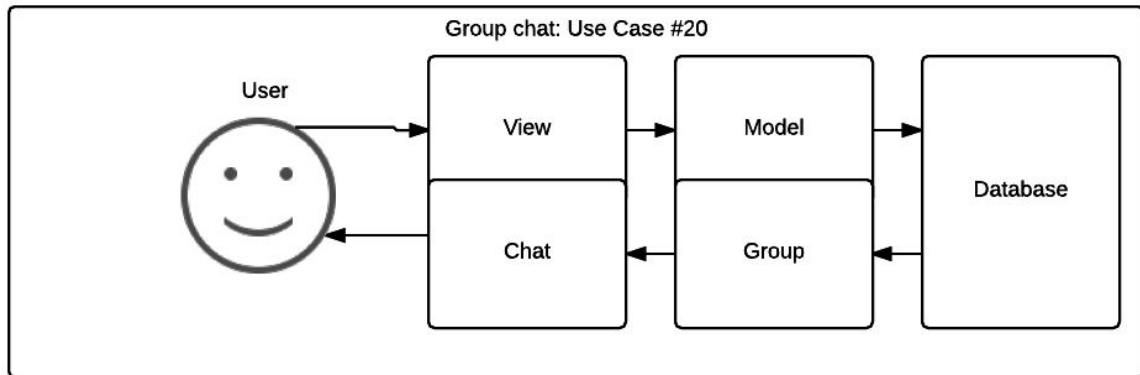 Group chat: Use Case #20
User
View
Model
Database
Chat
Group